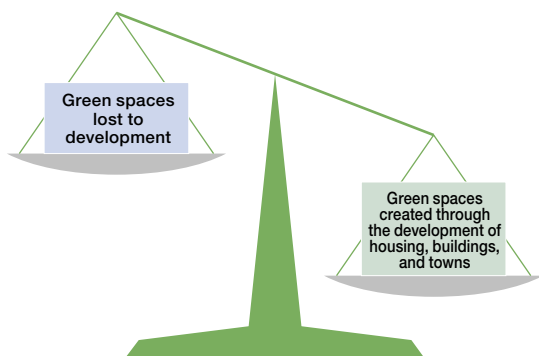 Green spaces
lost to
development
Green spaces
created through
the development of
housing, buildings,
and towns